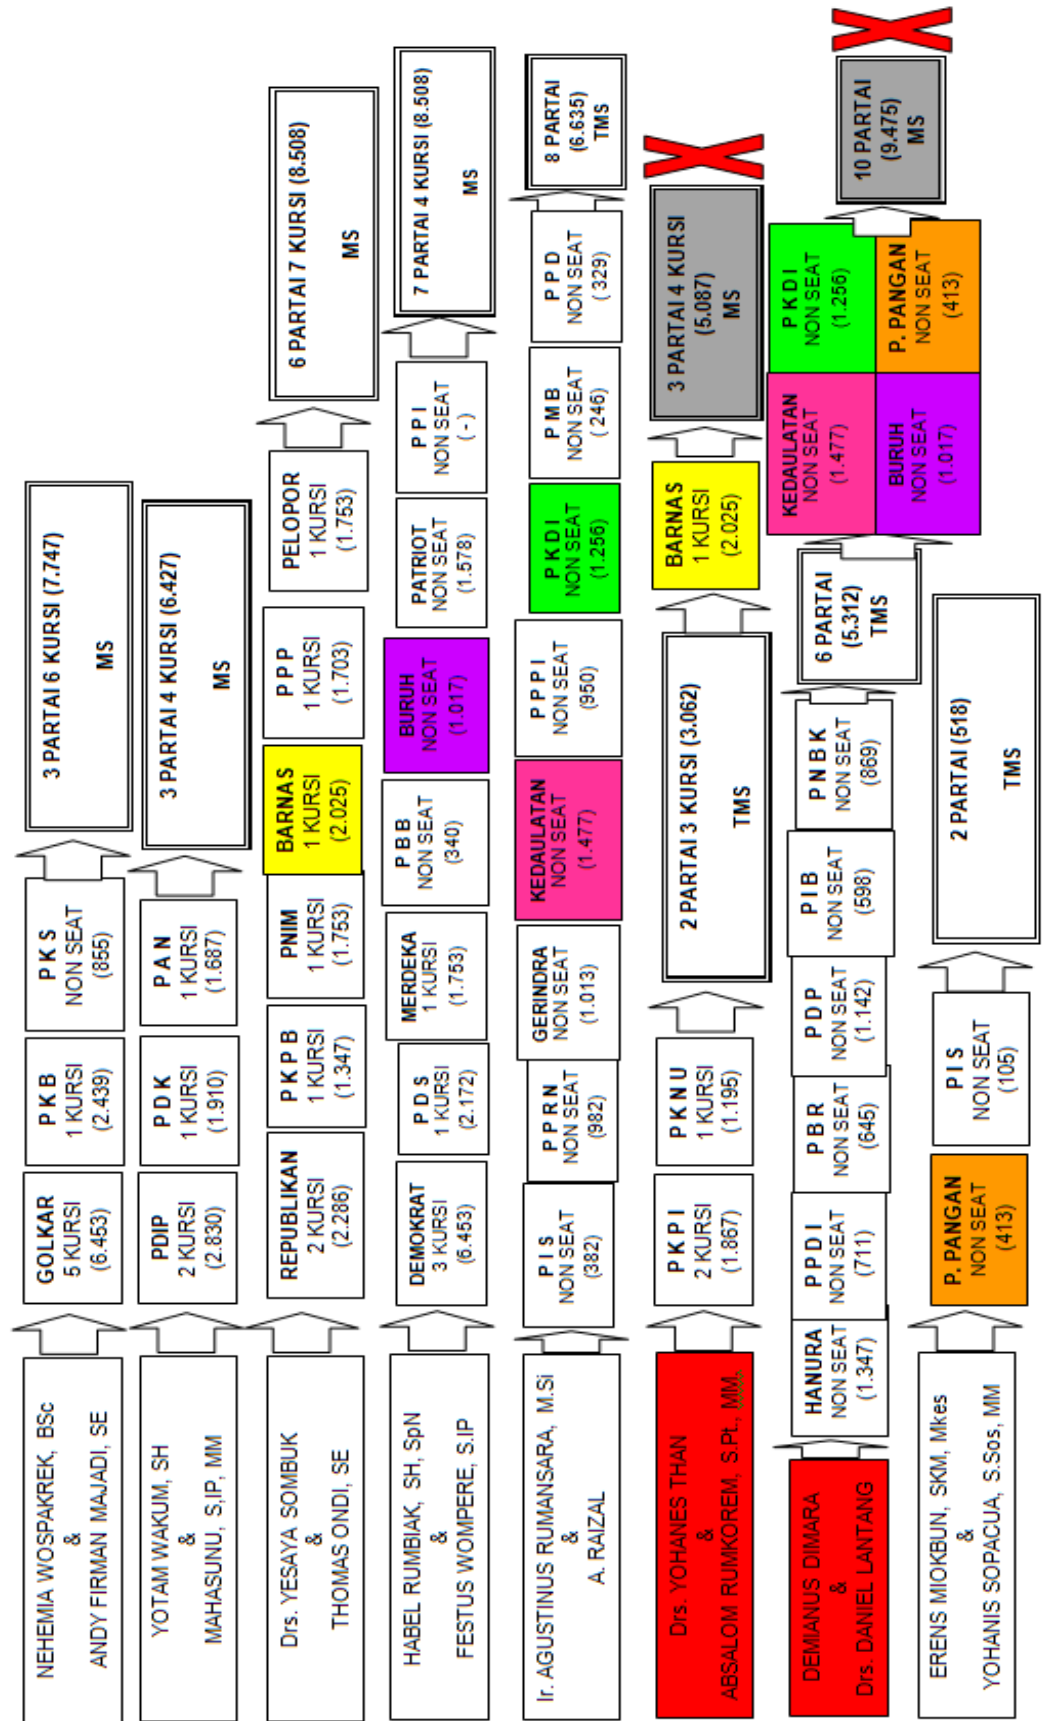 NEHEMIA WOSPAKREK, BSc
&
ANDY FIRMAN MAJADI, SE
GOLKAR
5 KURSI
(6.453)
P K B
1 KURSI
(2.439)
P K S
NON SEAT
(855)
3 PARTAI 6 KURSI (7.747)
MS
YOTAM WAKUM, SH
&
MAHASUNU, S,IP, MM
PDIP
2 KURSI
(2.830)
P D K
1 KURSI
(1.910)
P A N
1 KURSI
(1.687)
3 PARTAI 4 KURSI (6.427)
MS
Drs. YESAYA SOMBUK
&
THOMAS ONDI, SE
REPUBLIKAN
2 KURSI
(2.286)
P K P B
1 KURSI
(1.347)
PNIM
1 KURSI
(1.753)
BARNAS
1 KURSI
(2.025)
P P P
1 KURSI
(1.703)
PELOPOR
1 KURSI
(1.753)
6 PARTAI 7 KURSI (8.508)
MS
HABEL RUMBIAK, SH, SpN
&
FESTUS WOMPERE, S.IP
DEMOKRAT
3 KURSI
(6.453)
P D S
1 KURSI
(2.172)
MERDEKA
1 KURSI
(1.753)
P B B
NON SEAT
(340)
BURUH
NON SEAT
(1.017)
PATRIOT
NON SEAT
(1.578)
P P I
NON SEAT
( - )
7 PARTAI 4 KURSI (8.508)
MS
Ir. AGUSTINUS RUMANSARA, M.Si
&
A. RAIZAL
P I S
NON SEAT
(382)
P P R N
NON SEAT
(982)
GERINDRA
NON SEAT
(1.013)
KEDAULATAN
NON SEAT
(1.477)
P P P I
NON SEAT
(950)
P K D I
NON SEAT
(1.256)
P M B
NON SEAT
( 246)
P P D
NON SEAT
( 329)
8 PARTAI
(6.635)
TMS
Drs. YOHANES THAN
&
ABSALOM RUMKOREM, S.Pt., MM.
P K P I
2 KURSI
(1.867)
P K N U
1 KURSI
(1.195)
2 PARTAI 3 KURSI (3.062)
TMS
BARNAS
1 KURSI
(2.025)
3 PARTAI 4 KURSI
(5.087)
MS
DEMIANUS DIMARA
&
Drs. DANIEL LANTANG
HANURA
NON SEAT
(1.347)
P P D I
NON SEAT
(711)
P B R
NON SEAT
(645)
P D P
NON SEAT
(1.142)
P I B
NON SEAT
(598)
P N B K
NON SEAT
(869)
6 PARTAI
(5.312)
TMS
KEDAULATAN
NON SEAT
(1.477)
P K D I
NON SEAT
(1.256)
BURUH
NON SEAT
(1.017)
P. PANGAN
NON SEAT
(413)
10 PARTAI
(9.475)
MS
ERENS MIOKBUN, SKM, Mkes
&
YOHANIS SOPACUA, S.Sos, MM
P. PANGAN
NON SEAT
(413)
P I S
NON SEAT
(105)
2 PARTAI (518)
TMS